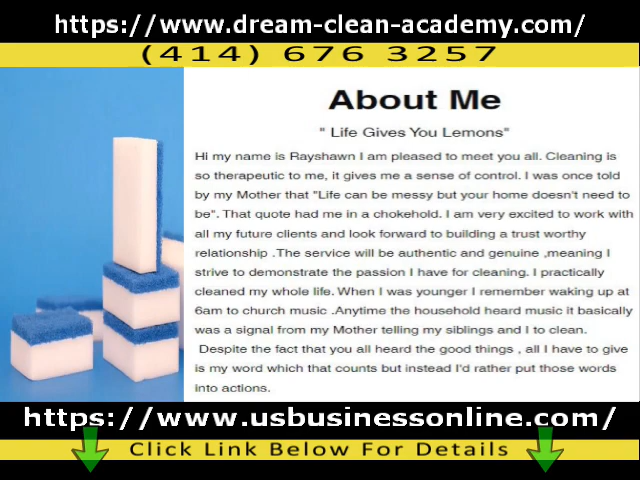 https://www.dream-clean-academy.com/
(414) 676 3257
About Me
" Life Gives You Lemons"
Hi my name is Rayshawn I am pleased to meet you all. Cleaning is
so therapeutic to me, it gives me a sense of control. I was once told
by my Mother that "Life can be messy but your home doesn't need to
be". That quote had me in a chokehold. I am very excited to work with
all my future clients and look forward to building a trust worthy
relationship .The service will be authentic and genuine ,meaning I
strive to demonstrate the passion I have for cleaning. I practically
cleaned my whole life. When I was younger I remember waking up at
6am to church music .Anytime the household heard music it basically
was a signal from my Mother telling my siblings and I to clean.
Despite the fact that you all heard the good things , all I have to give
is my word which that counts but instead I'd rather put those words
into actions.
https://www.usbusinessonline.com/
Click Link Below For Details